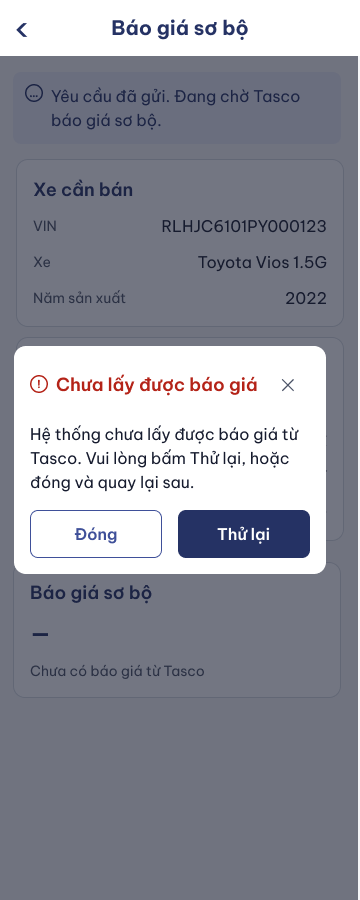 Báo giá sơ bộ
Yêu cầu đã gửi. Đang chờ Tasco
báo giá sơ bộ.
Xe cần bán
VIN RLHJC6101PY000123
Xe Toyota Vios 1.5G
Năm sản xuất 2022
Chưa lấy được báo giá
Hệ thống chưa lấy được báo giá từ
Tasco. Vui lòng bấm Thử lại, hoặc
đóng và quay lại sau.
Đóng Thử lại
Báo giá sơ bộ
–
Chưa có báo giá từ Tasco